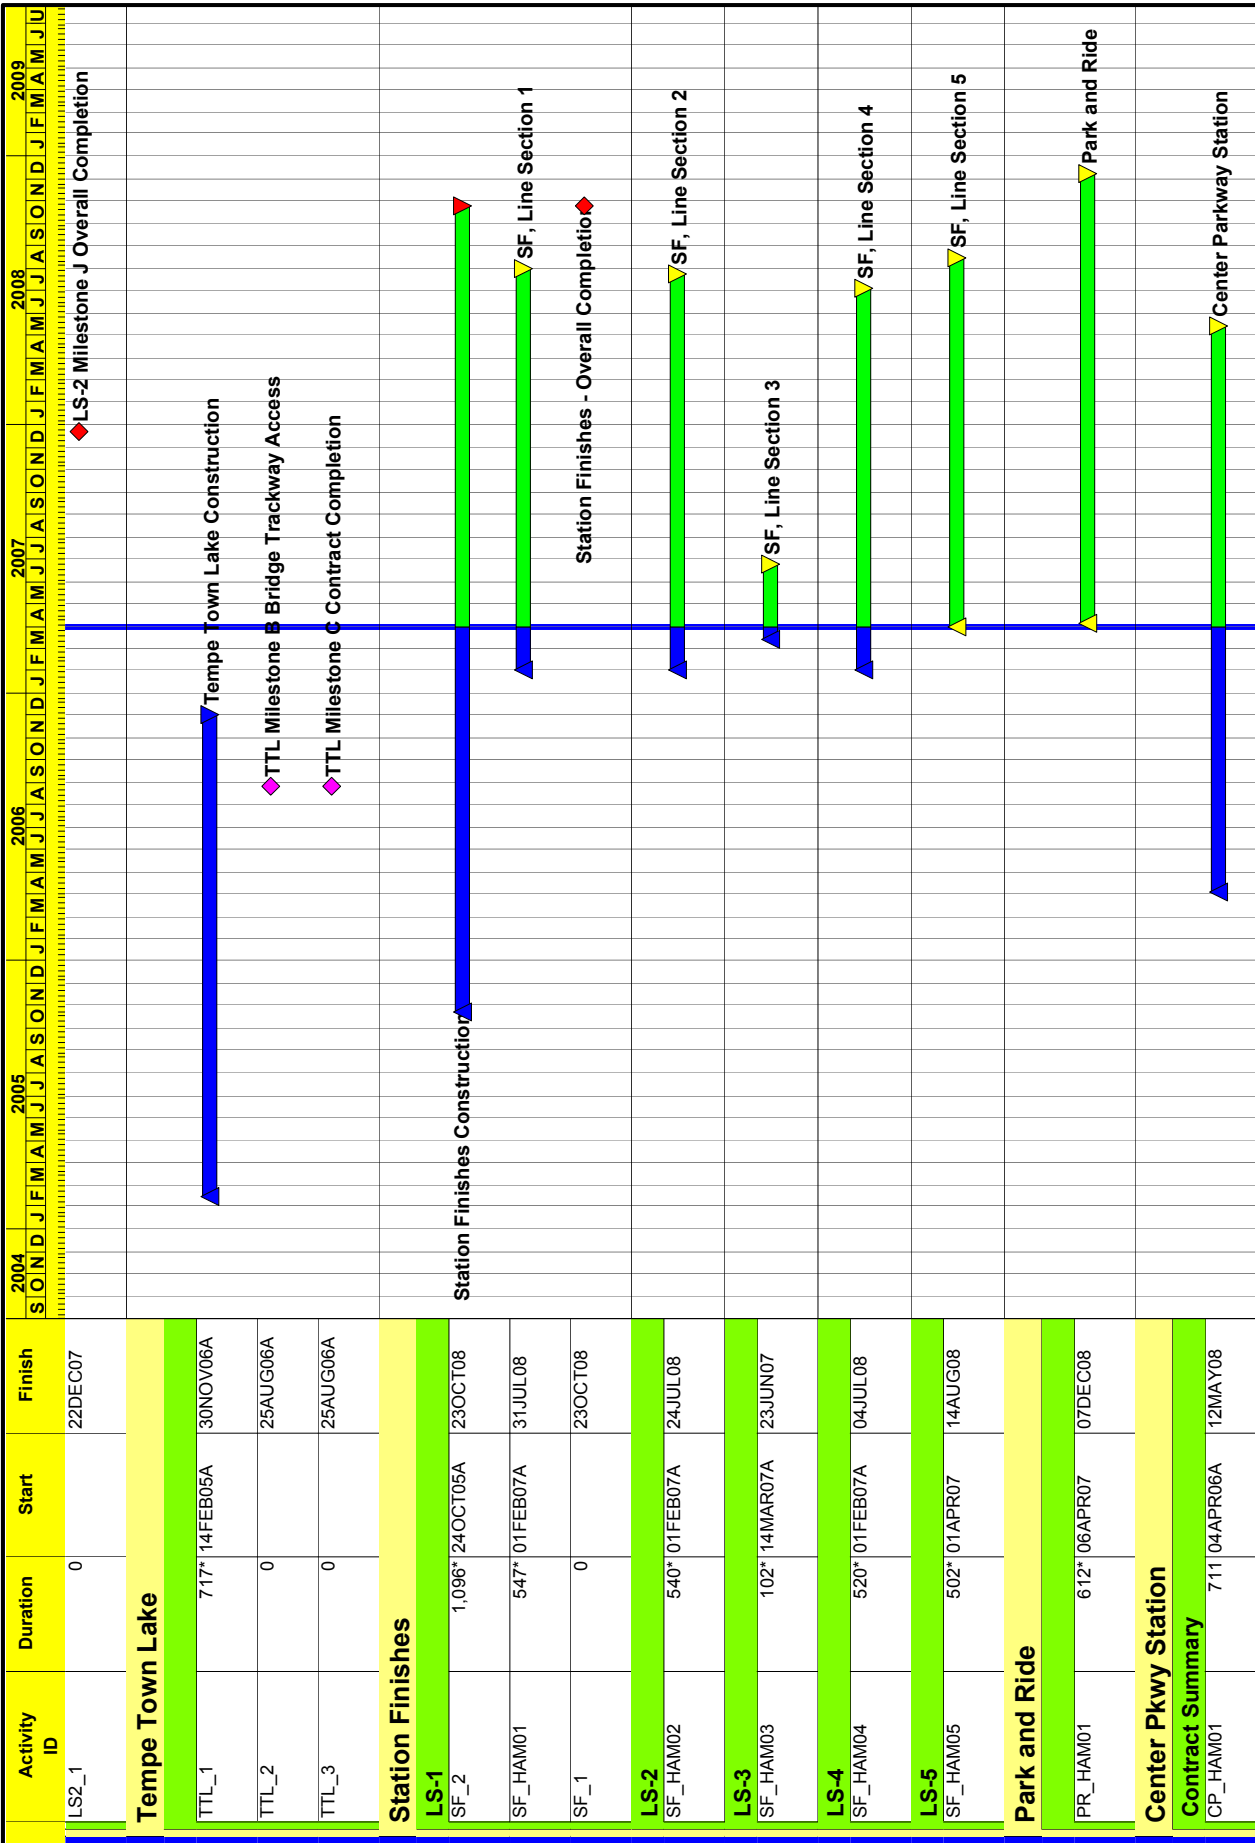 Activity ID Duration Start Finish 2004 2005 2006 2007 2008 2009
S O N D J F M A M J J A S O N D J F M A M J J A S O N D J F M A M J J A S O N D J F M A M J J A S O N D J F M A M J U
LS2_1 0 22DEC07 LS-2 Milestone J Overall Completion
Tempe Town Lake
TTL_1 717* 14FEB05A 30NOV06A Tempe Town Lake Construction
TTL_2 0 25AUG06A TTL Milestone B Bridge Trackway Access
TTL_3 0 25AUG06A TTL Milestone C Contract Completion
Station Finishes
LS-1
SF_2 1,096* 24OCT05A 23OCT08 Station Finishes Construction
SF_HAM01 547* 01FEB07A 31JUL08 SF, Line Section 1
SF_1 0 23OCT08 Station Finishes - Overall Completion
LS-2
SF_HAM02 540* 01FEB07A 24JUL08 SF, Line Section 2
LS-3
SF_HAM03 102* 14MAR07A 23JUN07 SF, Line Section 3
LS-4
SF_HAM04 520* 01FEB07A 04JUL08 SF, Line Section 4
LS-5
SF_HAM05 502* 01APR07 14AUG08 SF, Line Section 5
Park and Ride
PR_HAM01 612* 06APR07 07DEC08 Park and Ride
Center Pkwy Station
Contract Summary
CP_HAM01 711 04APR06A 12MAY08 Center Parkway Station